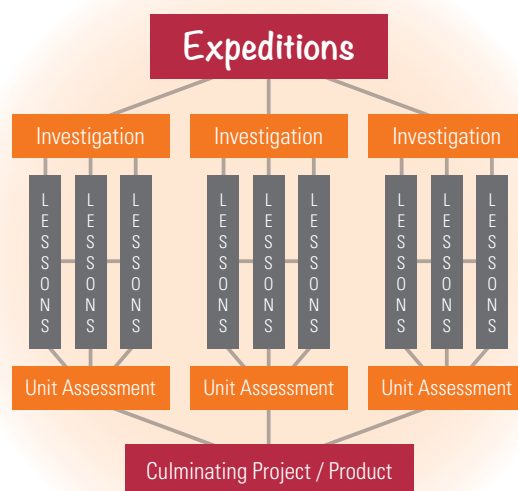 Expeditions
Investigation
Investigation
Investigation
LESSONS
LESSONS
LESSONS
LESSONS
LESSONS
LESSONS
LESSONS
LESSONS
LESSONS
Unit Assessment
Unit Assessment
Unit Assessment
Culminating Project / Product